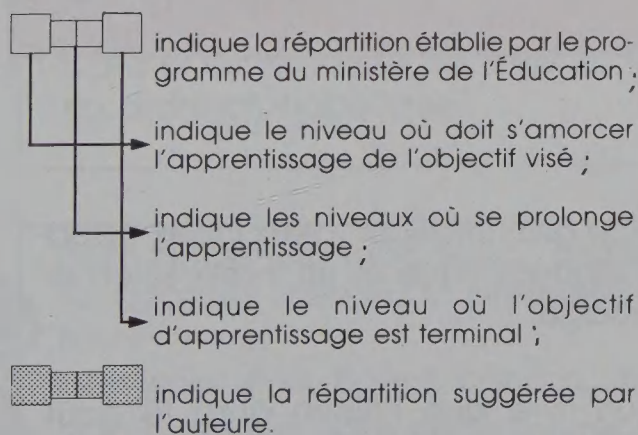 indique la répartition établie par le pro-
gramme du ministère de l'Éducation ;
indique le niveau où doit s'amorcer
l'apprentissage de l'objectif visé ;
indique les niveaux où se prolonge
l'apprentissage ;
indique le niveau où l'objectif
d'apprentissage est terminal ;
indique la répartition suggérée par
l'auteure.